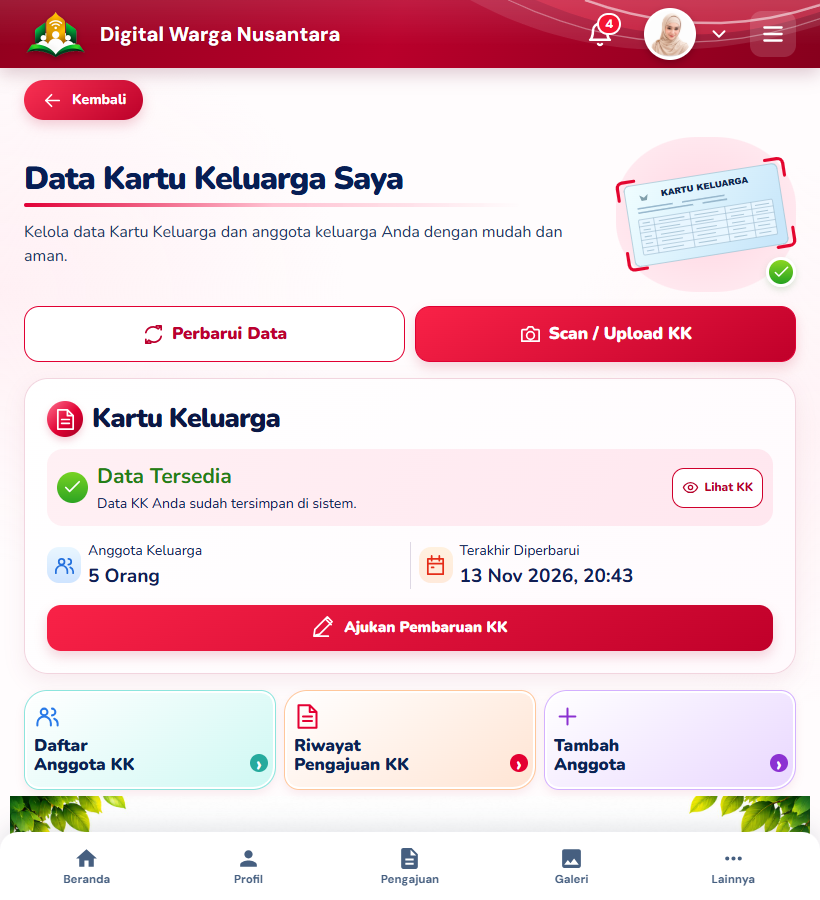 Digital Warga Nusantara
4
Kembali
Data Kartu Keluarga Saya
Kelola data Kartu Keluarga dan anggota keluarga Anda dengan mudah dan
aman.
KARTU KELUARGA
Perbarui Data
Scan / Upload KK
Kartu Keluarga
Data Tersedia
Data KK Anda sudah tersimpan di sistem.
Lihat KK
Anggota Keluarga
5 Orang
Terakhir Diperbarui
13 Nov 2026, 20:43
Ajukan Pembaruan KK
Daftar
Anggota KK
Riwayat
Pengajuan KK
Tambah
Anggota
Beranda
Profil
Pengajuan
Galeri
Lainnya